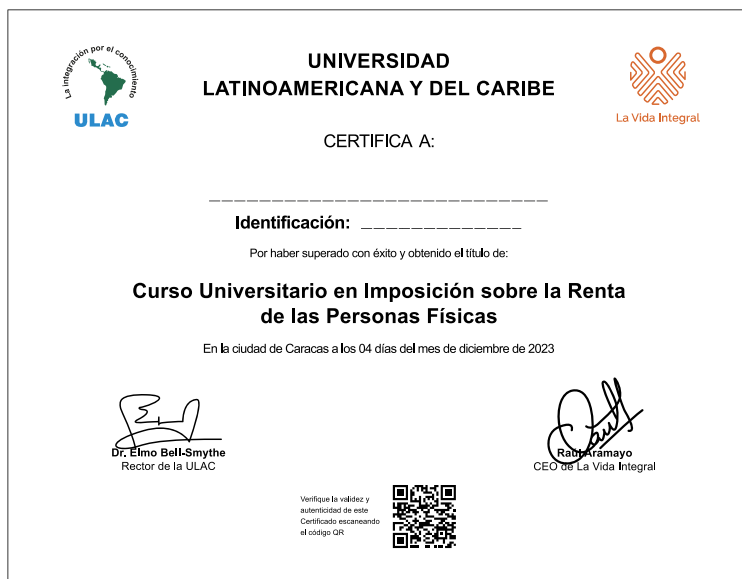 La integración por el conocimiento
ULAC
UNIVERSIDAD
LATINOAMERICANA Y DEL CARIBE
La Vida Integral
CERTIFICA A:
___________________________
Identificación: _____________
Por haber superado con éxito y obtenido el título de:
Curso Universitario en Imposición sobre la Renta
de las Personas Físicas
En la ciudad de Caracas a los 04 días del mes de diciembre de 2023
Dr. Elmo Bell-Smythe
Rector de la ULAC
Raúl Aramayo
CEO de La Vida Integral
Verifique la validez y
autenticidad de este
Certificado escaneando
el código QR